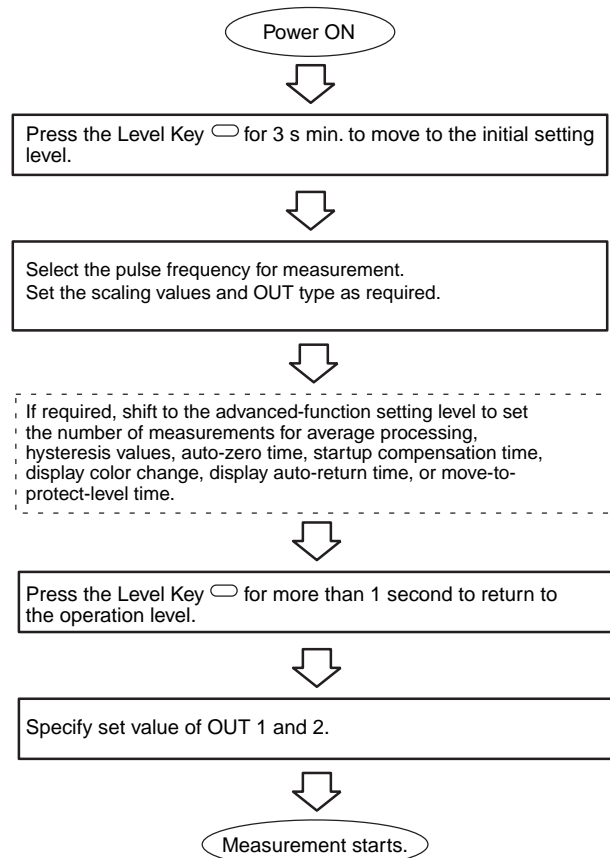 Power ON
Press the Level Key for 3 s min. to move to the initial setting
level.
Select the pulse frequency for measurement.
Set the scaling values and OUT type as required.
If required, shift to the advanced-function setting level to set
the number of measurements for average processing,
hysteresis values, auto-zero time, startup compensation time,
display color change, display auto-return time, or move-to-
protect-level time.
Press the Level Key for more than 1 second to return to
the operation level.
Specify set value of OUT 1 and 2.
Measurement starts.